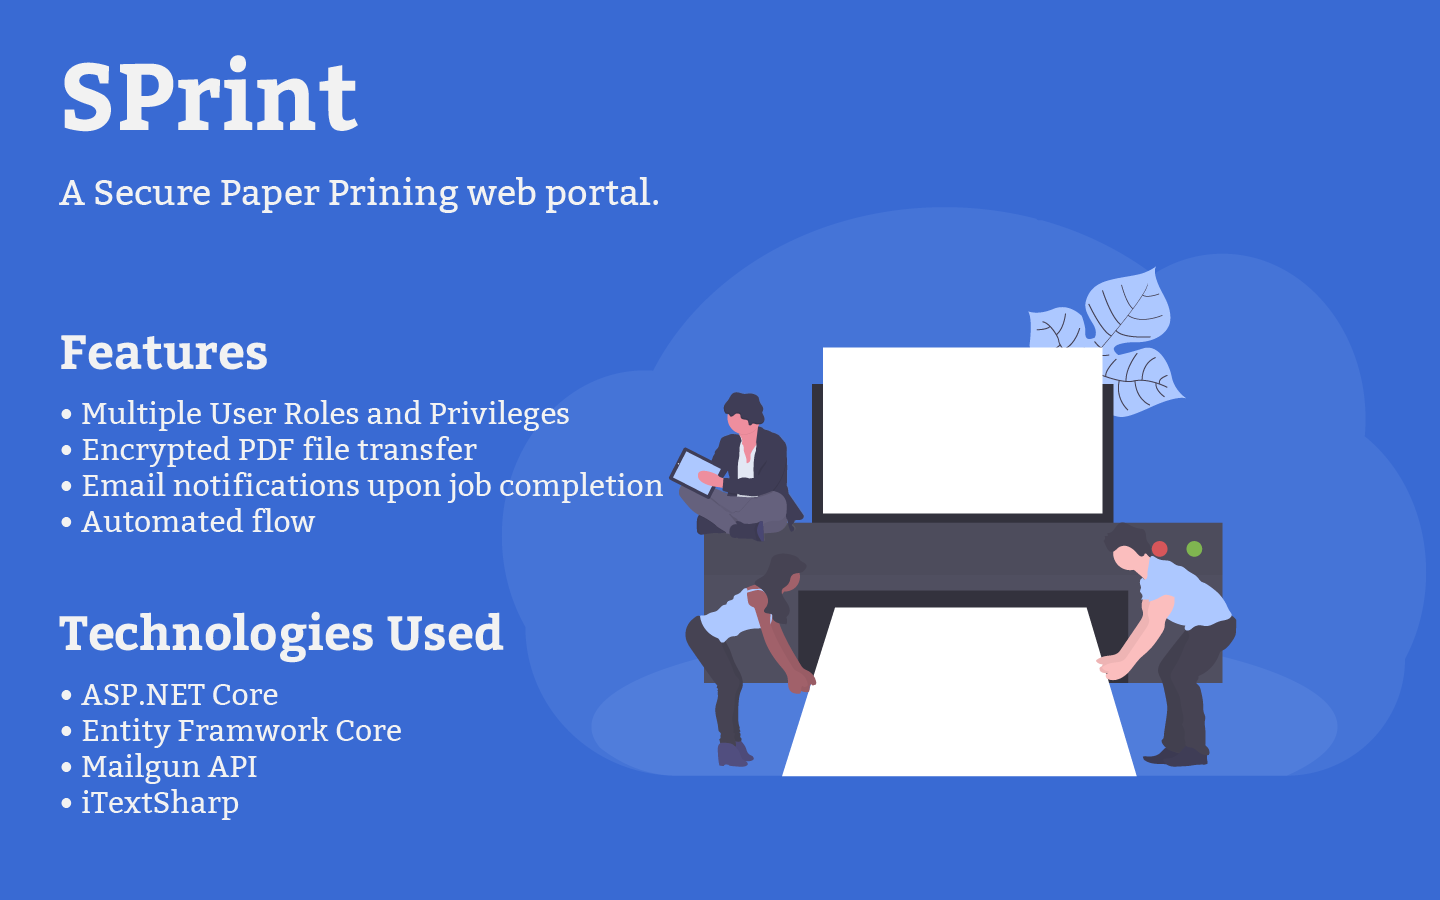 SPrint
A Secure Paper Prining web portal.
Features
• Multiple User Roles and Privileges
• Encrypted PDF file transfer
• Email notifications upon job completion
• Automated flow
Technologies Used
• ASP.NET Core
• Entity Framwork Core
• Mailgun API
• iTextSharp